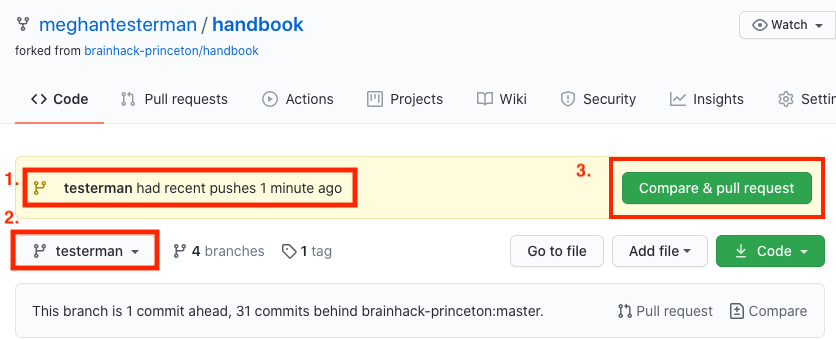 meghantesterman / handbook
Watch
forked from brainhack-princeton/handbook
Code Pull requests Actions Projects Wiki Security Insights Settin
1. testerman had recent pushes 1 minute ago
3. Compare & pull request
2.
testerman 4 branches 1 tag Go to file Add file Code
This branch is 1 commit ahead, 31 commits behind brainhack-princeton:master. Pull request Compare